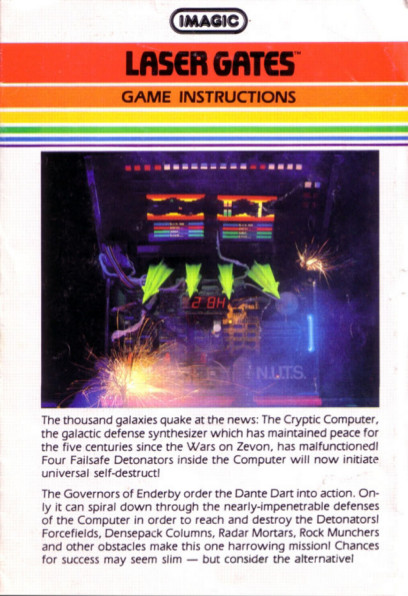 IMAGIC
LASER GATES™
GAME INSTRUCTIONS
N.U.T.S.
The thousand galaxies quake at the news: The Cryptic Computer,
the galactic defense synthesizer which has maintained peace for
the five centuries since the Wars on Zevon, has malfunctioned!
Four Failsafe Detonators inside the Computer will now initiate
universal self-destruct!
The Governors of Enderby order the Dante Dart into action. On-
ly it can spiral down through the nearly-impenetrable defenses
of the Computer in order to reach and destroy the Detonators!
Forcefields, Densepack Columns, Radar Mortars, Rock Munchers
and other obstacles make this one harrowing mission! Chances
for success may seem slim — but consider the alternative!